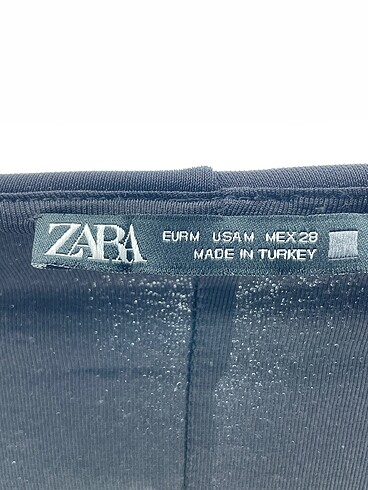 ZARA
EUR M USA M MEX 28
MADE IN TURKEY